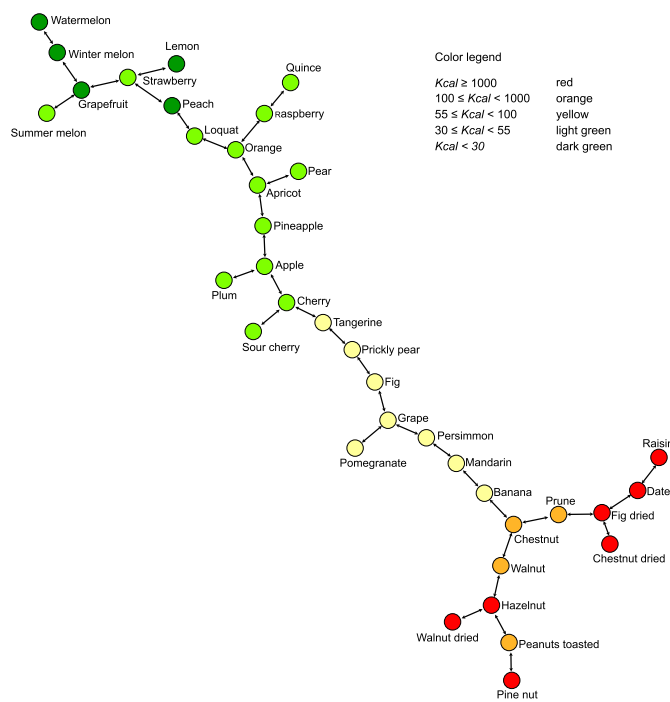 Watermelon
Winter melon
Lemon
Strawberry
Grapefruit
Peach
Summer melon
Loquat
Quince
Raspberry
Orange
Pear
Apricot
Pineapple
Apple
Plum
Cherry
Sour cherry
Tangerine
Prickly pear
Fig
Grape
Pomegranate
Persimmon
Mandarin
Banana
Chestnut
Prune
Fig dried
Date
Raisin
Chestnut dried
Walnut
Hazelnut
Walnut dried
Peanuts toasted
Pine nut
Color legend
Kcal ≥ 1000 red
100 ≤ Kcal < 1000 orange
55 ≤ Kcal < 100 yellow
30 ≤ Kcal < 55 light green
Kcal < 30 dark green